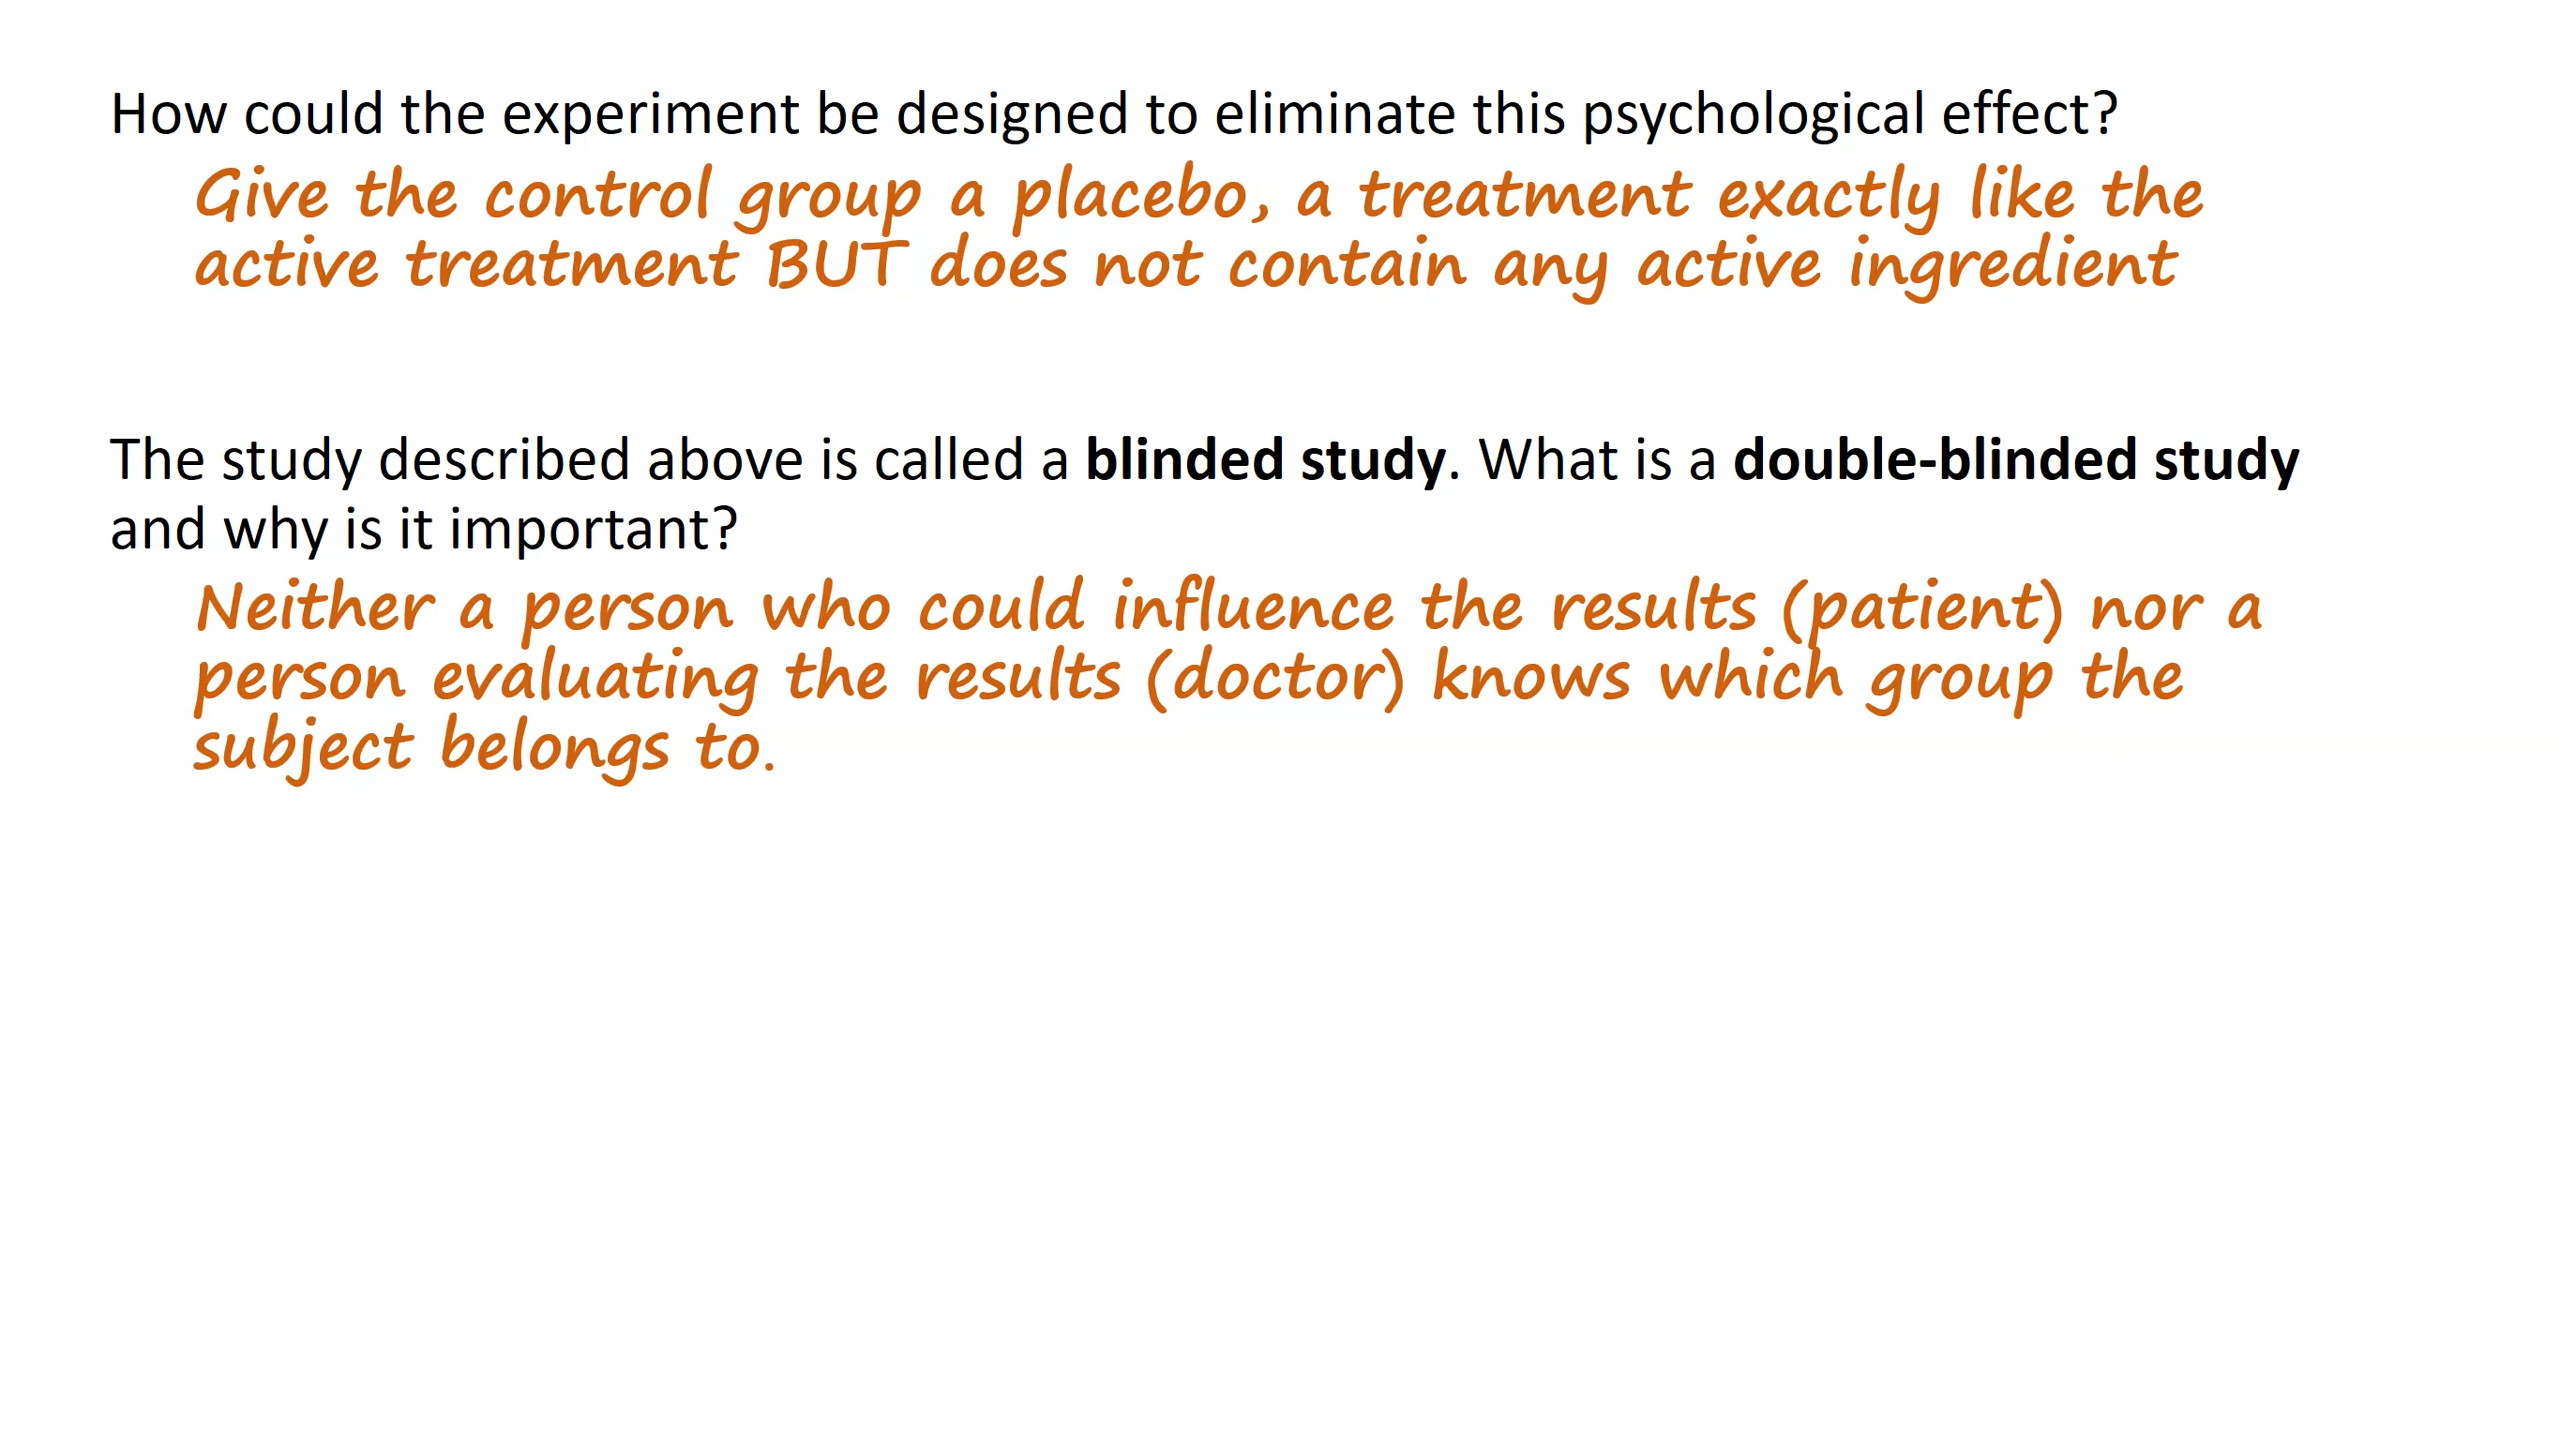 How could the experiment be designed to eliminate this psychological effect?
Give the control group a placebo, a treatment exactly like the
active treatment BUT does not contain any active ingredient
The study described above is called a blinded study. What is a double-blinded study
and why is it important?
Neither a person who could influence the results (patient) nor a
person evaluating the results (doctor) knows which group the
subject belongs to.